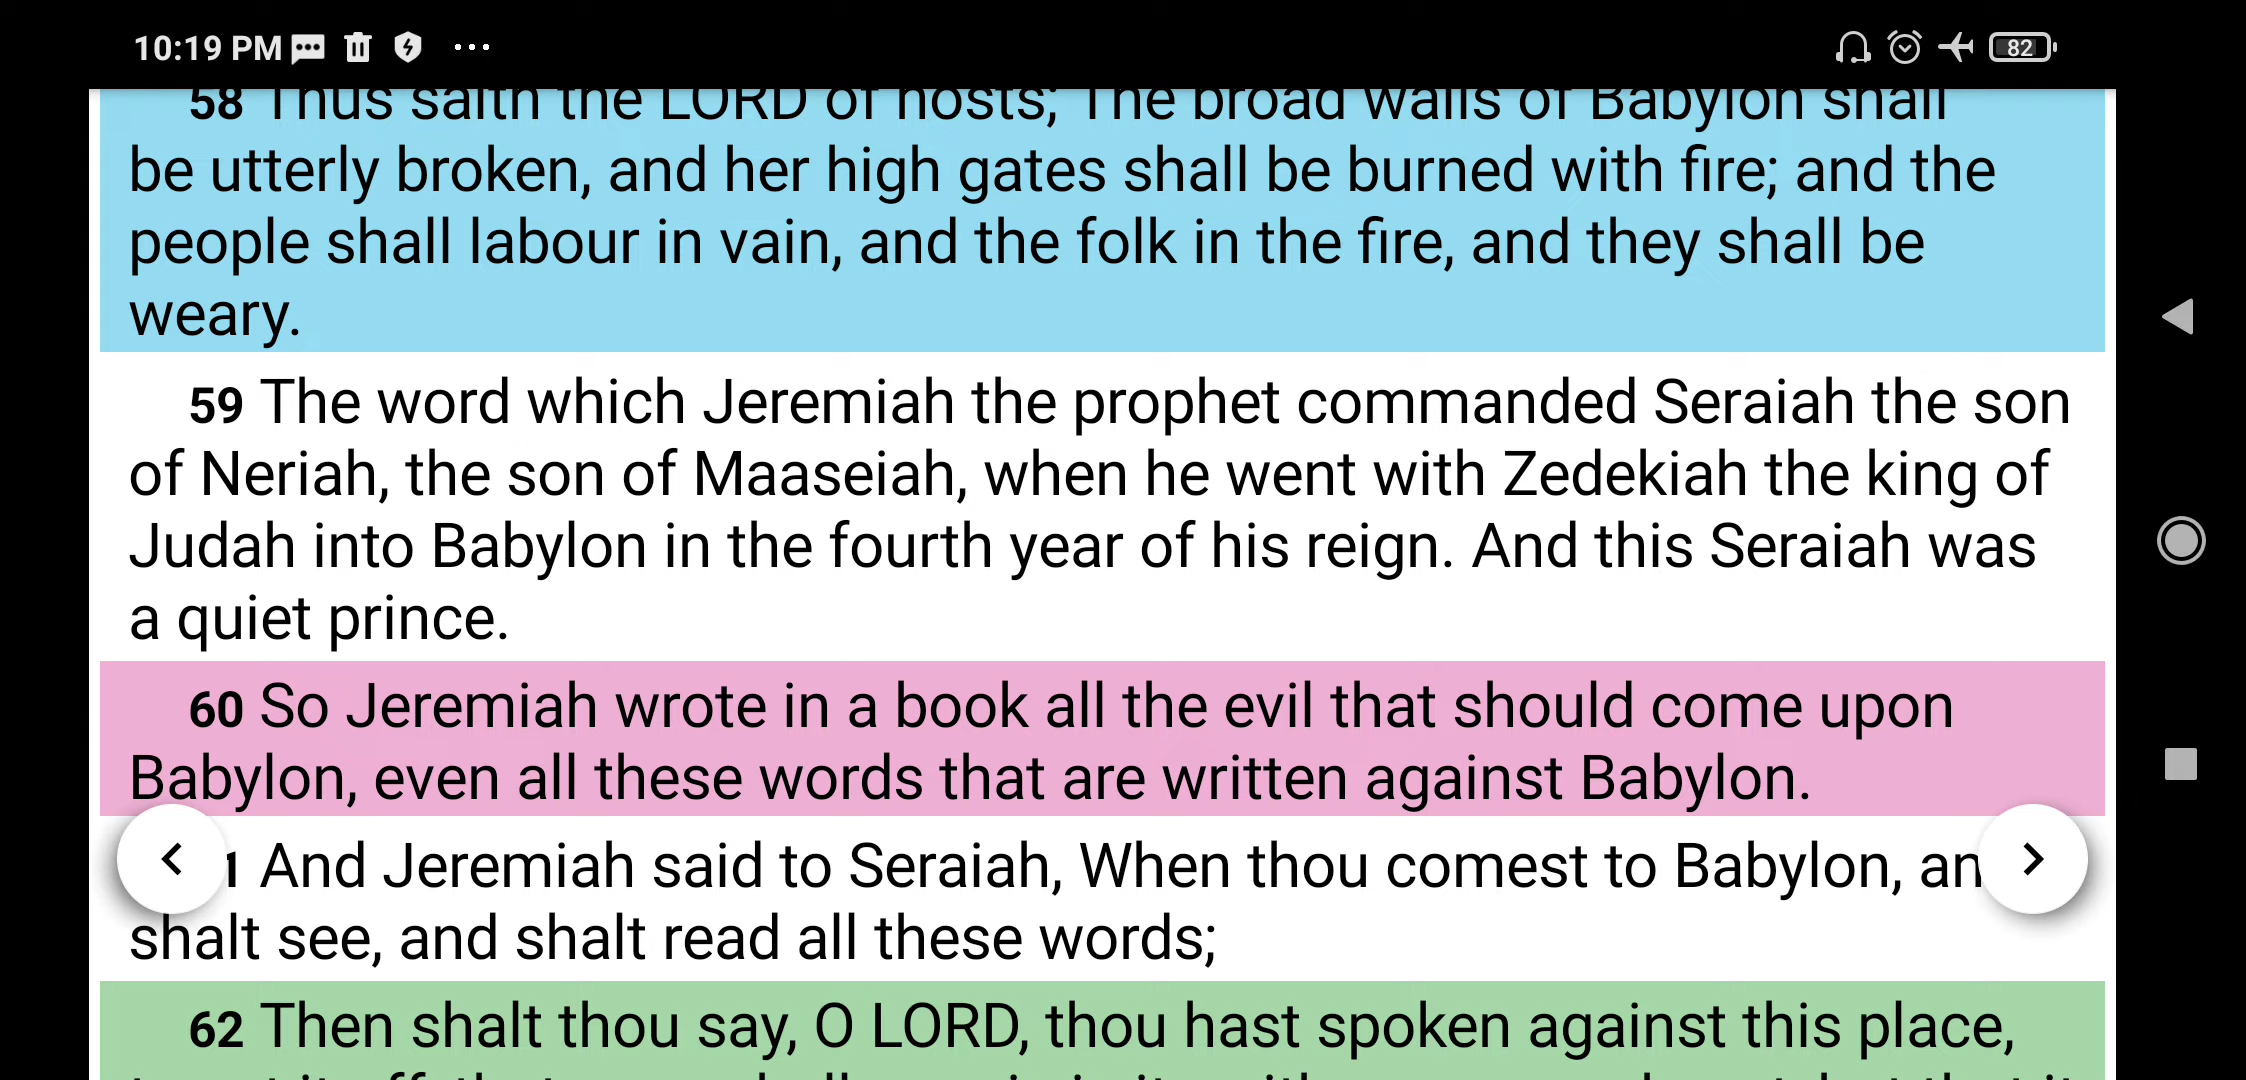 10:19 PM
82
58 Thus saith the LORD of hosts; The broad walls of Babylon shall
be utterly broken, and her high gates shall be burned with fire; and the
people shall labour in vain, and the folk in the fire, and they shall be
weary.
59 The word which Jeremiah the prophet commanded Seraiah the son
of Neriah, the son of Maaseiah, when he went with Zedekiah the king of
Judah into Babylon in the fourth year of his reign. And this Seraiah was
a quiet prince.
60 So Jeremiah wrote in a book all the evil that should come upon
Babylon, even all these words that are written against Babylon.
1 And Jeremiah said to Seraiah, When thou comest to Babylon, an
shalt see, and shalt read all these words;
62 Then shalt thou say, O LORD, thou hast spoken against this place,